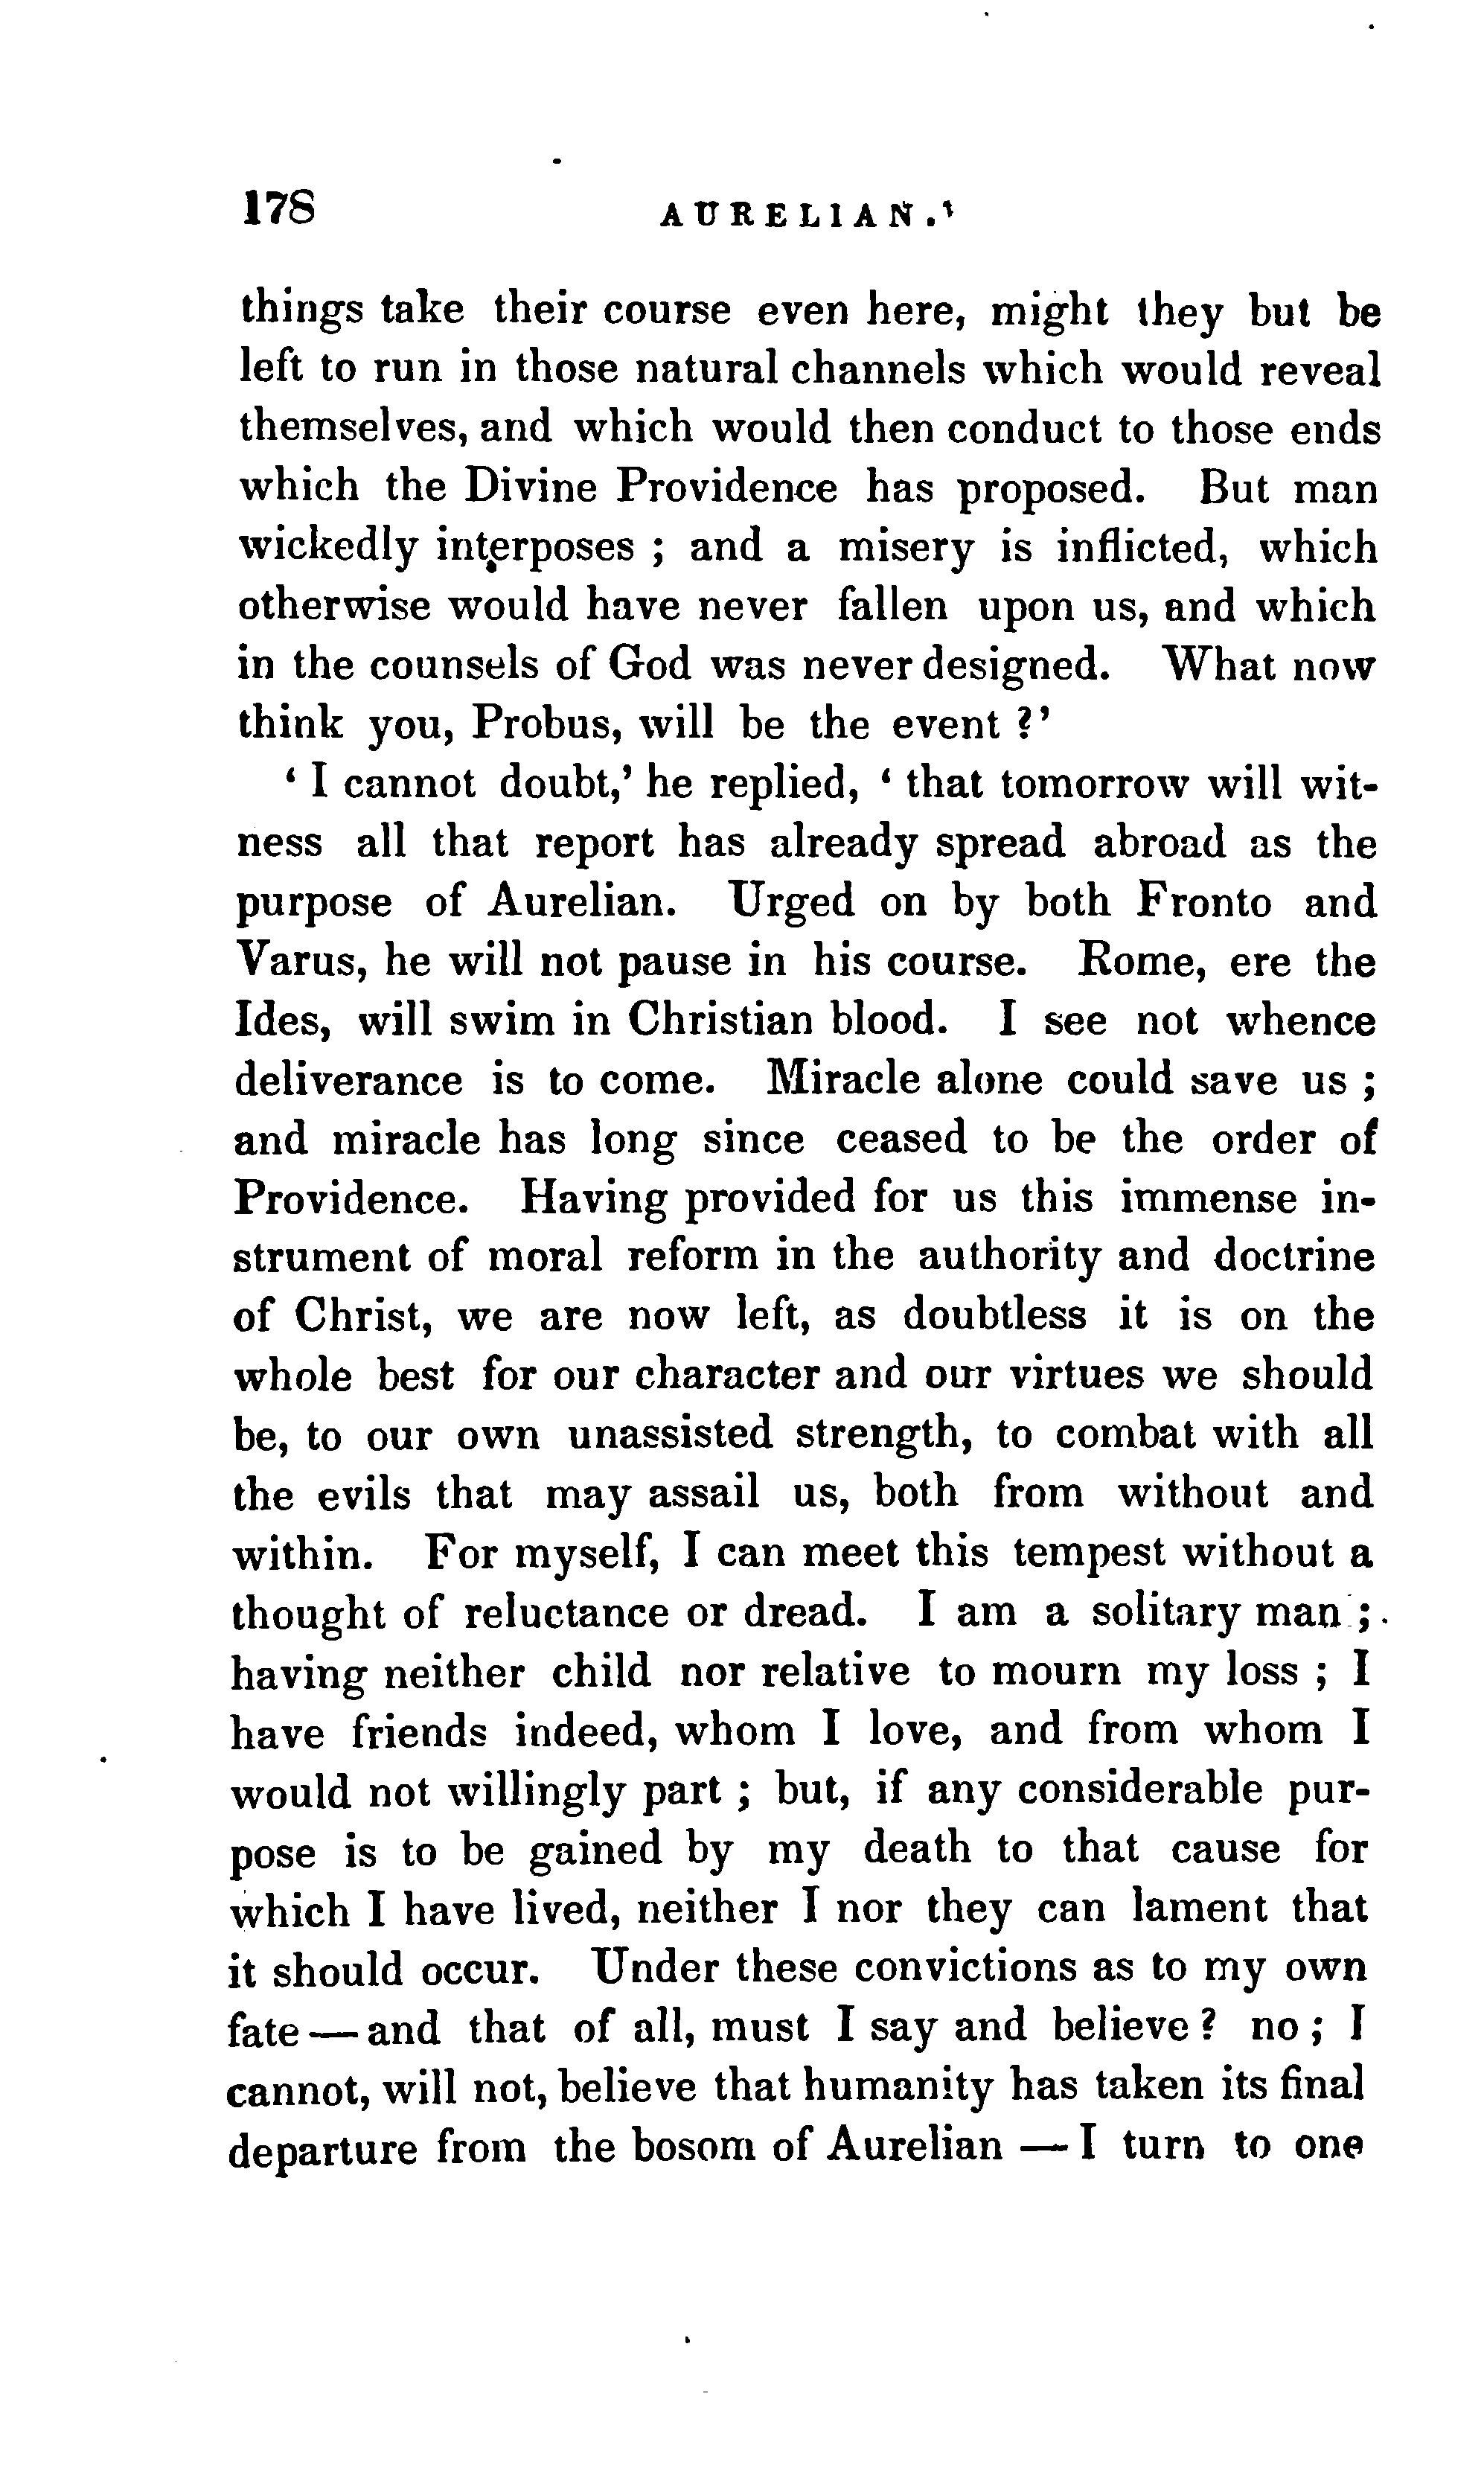 178 AURELIAN.
things take their course even here, might they but be
left to run in those natural channels which would reveal
themselves, and which would then conduct to those ends
which the Divine Providence has proposed. But man
wickedly interposes ; and a misery is inflicted, which
otherwise would have never fallen upon us, and which
in the counsels of God was never designed. What now
think you, Probus, will be the event ?’
‘ I cannot doubt,’ he replied, ‘ that tomorrow will wit-
ness all that report has already spread abroad as the
purpose of Aurelian. Urged on by both Fronto and
Varus, he will not pause in his course. Rome, ere the
Ides, will swim in Christian blood. I see not whence
deliverance is to come. Miracle alone could save us ;
and miracle has long since ceased to be the order of
Providence. Having provided for us this immense in-
strument of moral reform in the authority and doctrine
of Christ, we are now left, as doubtless it is on the
whole best for our character and our virtues we should
be, to our own unassisted strength, to combat with all
the evils that may assail us, both from without and
within. For myself, I can meet this tempest without a
thought of reluctance or dread. I am a solitary man ;
having neither child nor relative to mourn my loss ; I
have friends indeed, whom I love, and from whom I
would not willingly part ; but, if any considerable pur-
pose is to be gained by my death to that cause for
which I have lived, neither I nor they can lament that
it should occur. Under these convictions as to my own
fate — and that of all, must I say and believe ? no ; I
cannot, will not, believe that humanity has taken its final
departure from the bosom of Aurelian — I turn to one